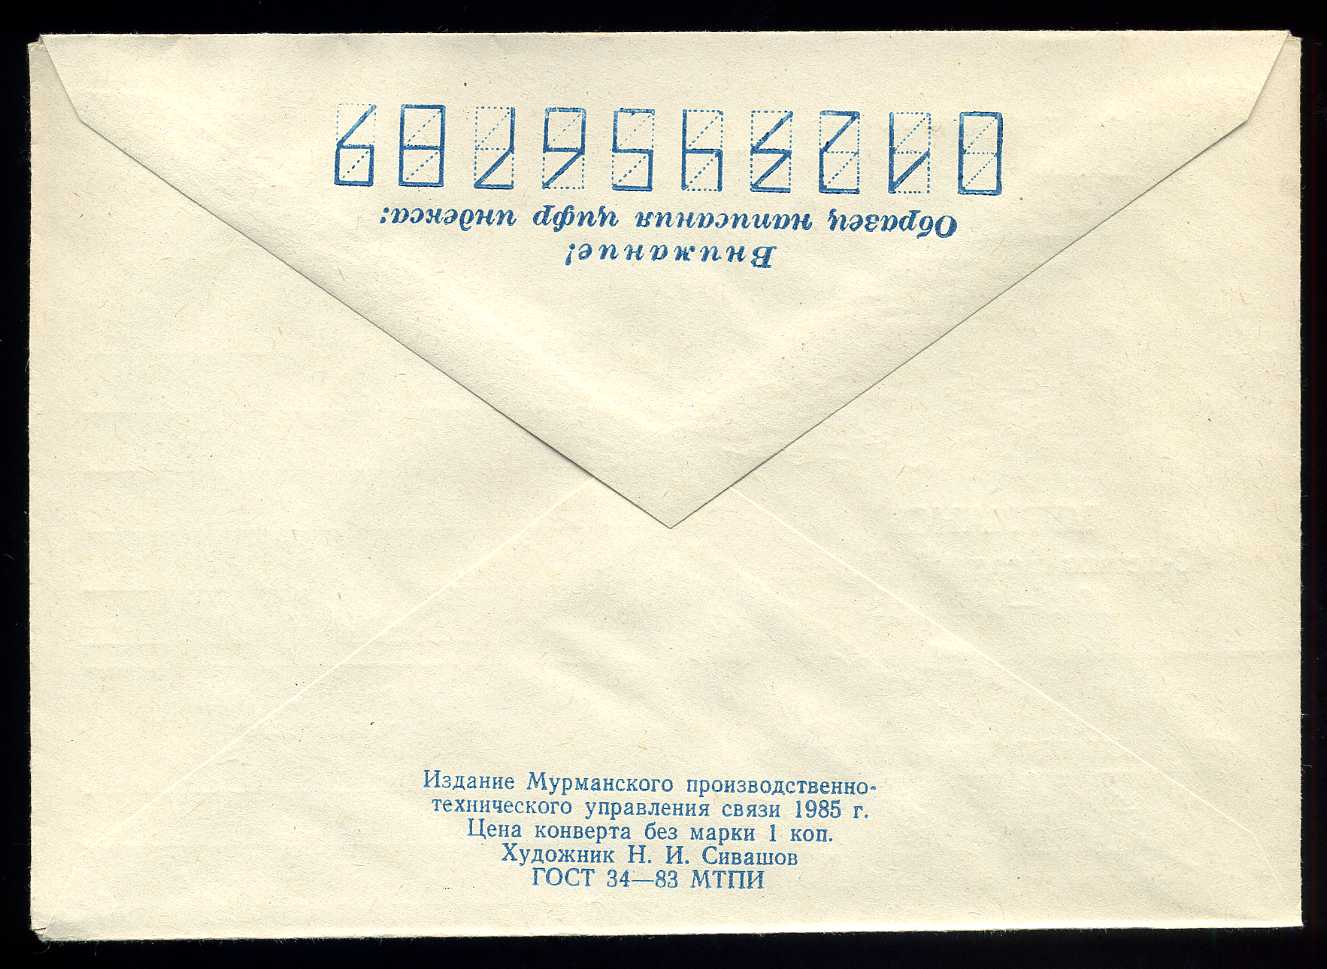 Внимание!
Образец написания цифр индекса:
0123456789
Издание Мурманского производственно-
технического управления связи 1985 г.
Цена конверта без марки 1 коп.
Художник Н. И. Сивашов
ГОСТ 34—83 МТПИ